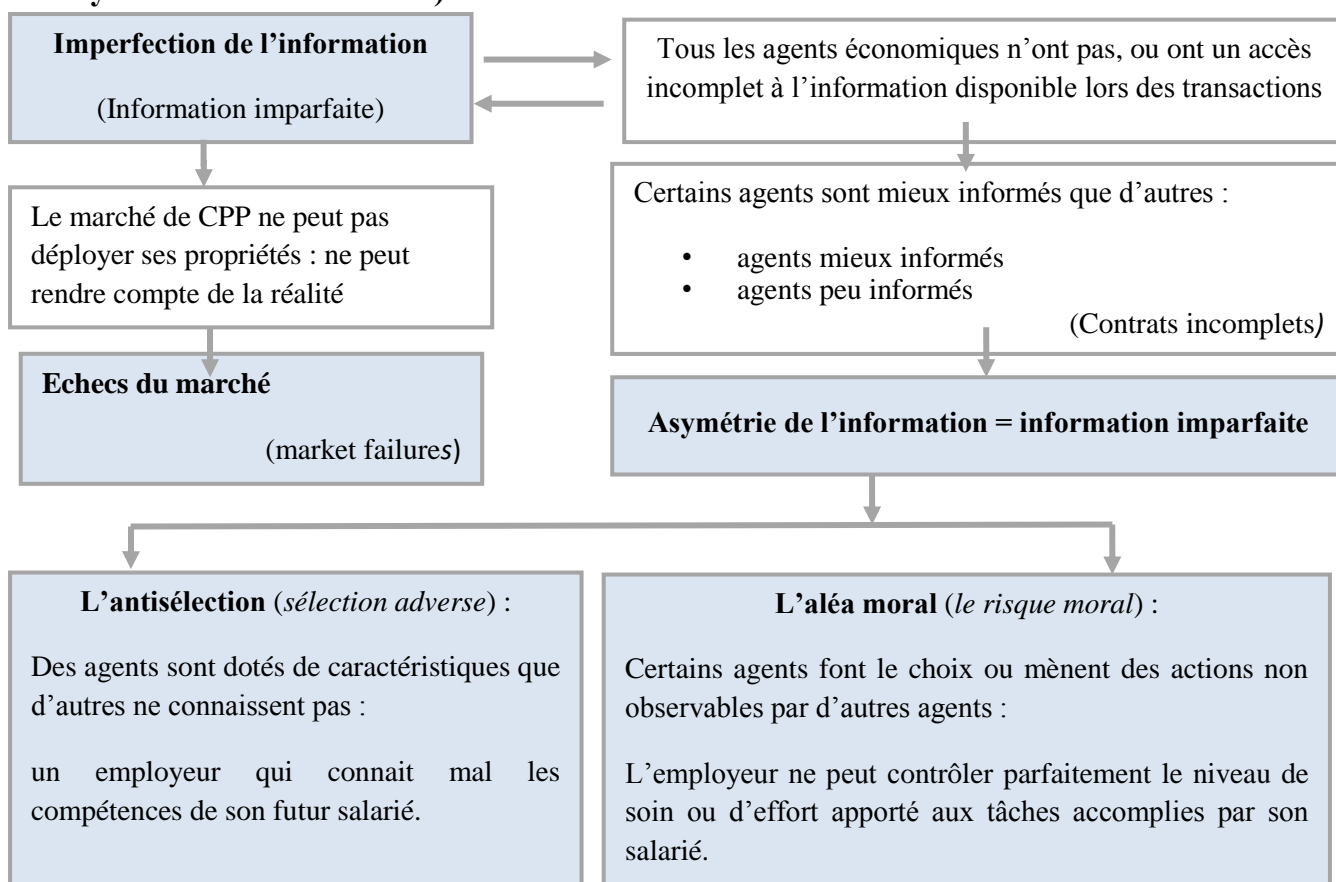 Imperfection de l’information
(Information imparfaite)
Tous les agents économiques n’ont pas, ou ont un accès
incomplet à l’information disponible lors des transactions
Le marché de CPP ne peut pas
déployer ses propriétés : ne peut
rendre compte de la réalité
Certains agents sont mieux informés que d’autres :
• agents mieux informés
• agents peu informés
(Contrats incomplets)
Echecs du marché
(market failures)
Asymétrie de l’information = information imparfaite
L’antisélection (sélection adverse) :
Des agents sont dotés de caractéristiques que
d’autres ne connaissent pas :
un employeur qui connait mal les
compétences de son futur salarié.
L’aléa moral (le risque moral) :
Certains agents font le choix ou mènent des actions non
observables par d’autres agents :
L’employeur ne peut contrôler parfaitement le niveau de
soin ou d’effort apporté aux tâches accomplies par son
salarié.